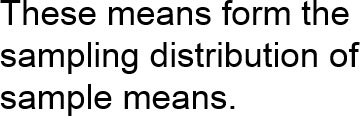 These means form the
sampling distribution of
sample means.